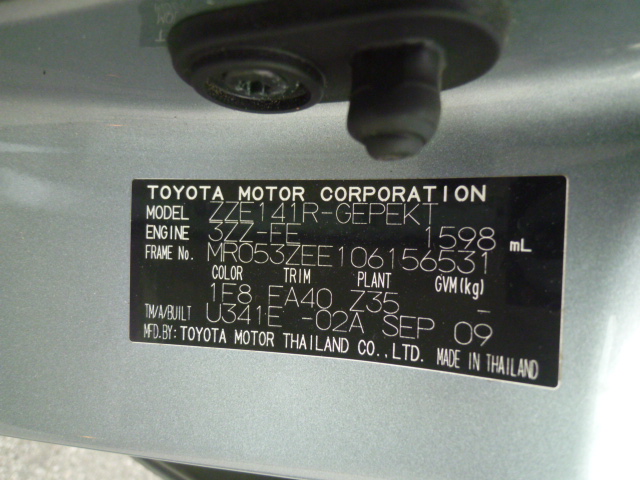 TOYOTA MOTOR CORPORATION
MODEL ZZE141R-GEPEKT
ENGINE 3ZZ-FE 1598 mL
FRAME No. MR053ZEE106156531
COLOR TRIM PLANT GVM(kg)
1E8 FA40 Z35 -
TM/A/BUILT U341E -02A SEP 09
MFD.BY: TOYOTA MOTOR THAILAND CO.,LTD. MADE IN THAILAND